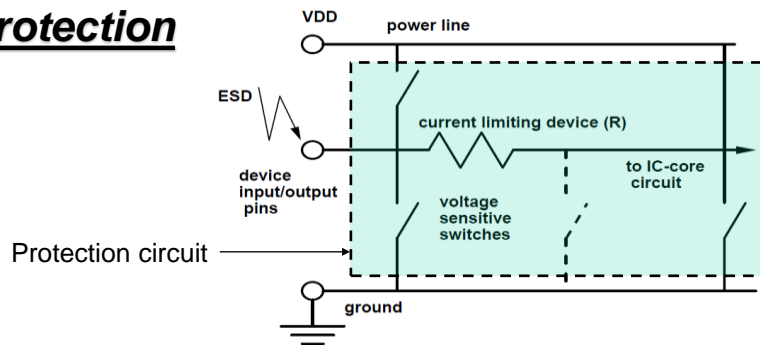 rotection
VDD
power line
ESD
current limiting device (R)
device
input/output
pins
to IC-core
circuit
voltage
sensitive
switches
Protection circuit
ground